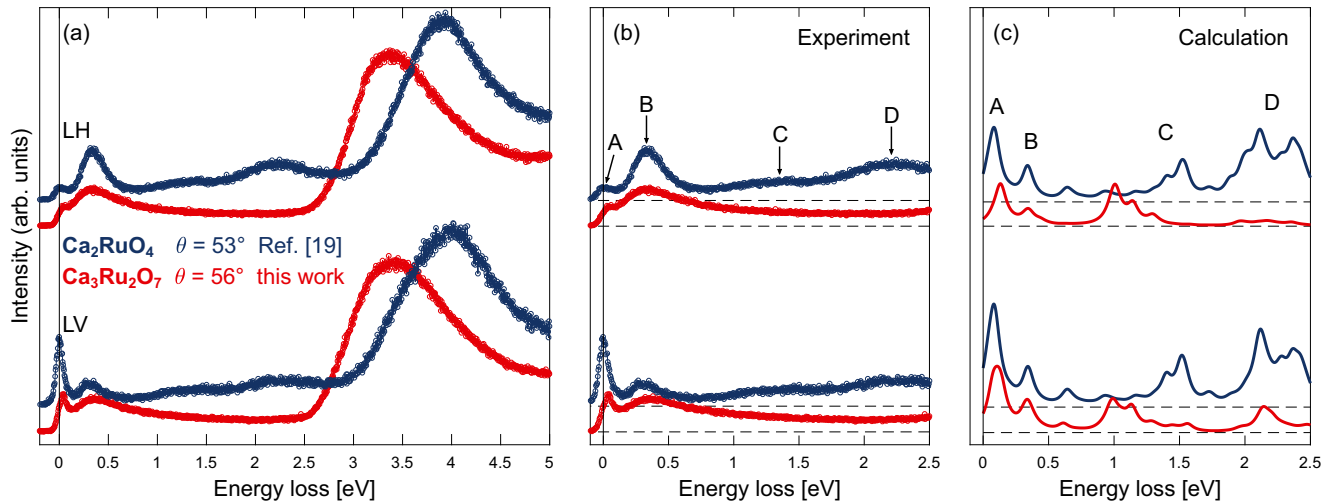 (a)
LH
Ca₂RuO₄ θ = 53° Ref. [19]
Ca₃Ru₂O₇ θ = 56° this work
LV
Intensity (arb. units)
0 0.5 1 1.5 2 2.5 3 3.5 4 4.5 5
Energy loss [eV]
(b) Experiment
A B C D
0 0.5 1 1.5 2 2.5
Energy loss [eV]
(c) Calculation
A B C D
0 0.5 1 1.5 2 2.5
Energy loss [eV]